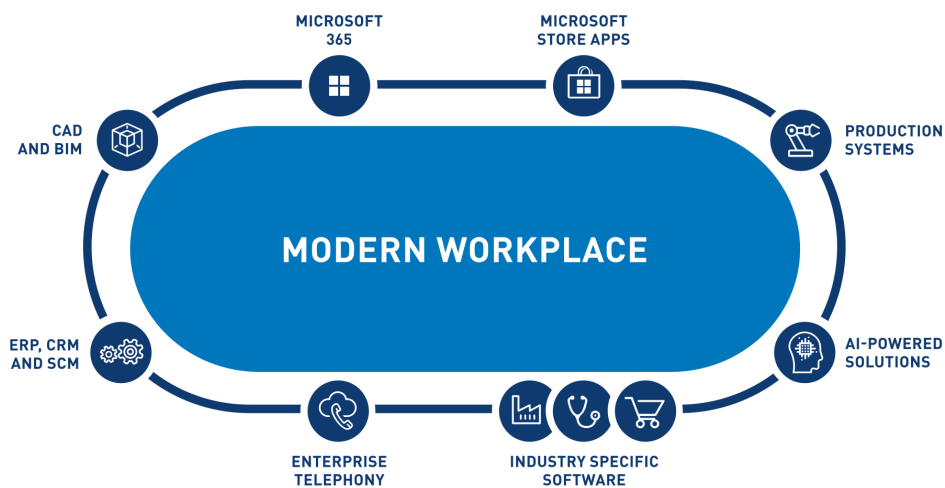 MICROSOFT
365
MICROSOFT
STORE APPS
CAD
AND BIM
PRODUCTION
SYSTEMS
MODERN WORKPLACE
ERP, CRM
AND SCM
AI-POWERED
SOLUTIONS
ENTERPRISE
TELEPHONY
INDUSTRY SPECIFIC
SOFTWARE